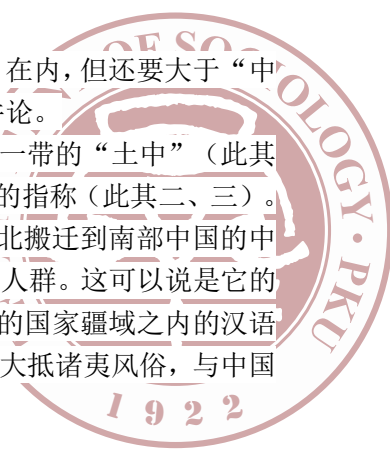 在内，但还要大于“中
论。
一带的“土中”（此其
的指称（此其二、三）。
北搬迁到南部中国的中
人群。这可以说是它的
的国家疆域之内的汉语
大抵诸夷风俗，与中国
OF SOCIOLOGY · PKU
1922